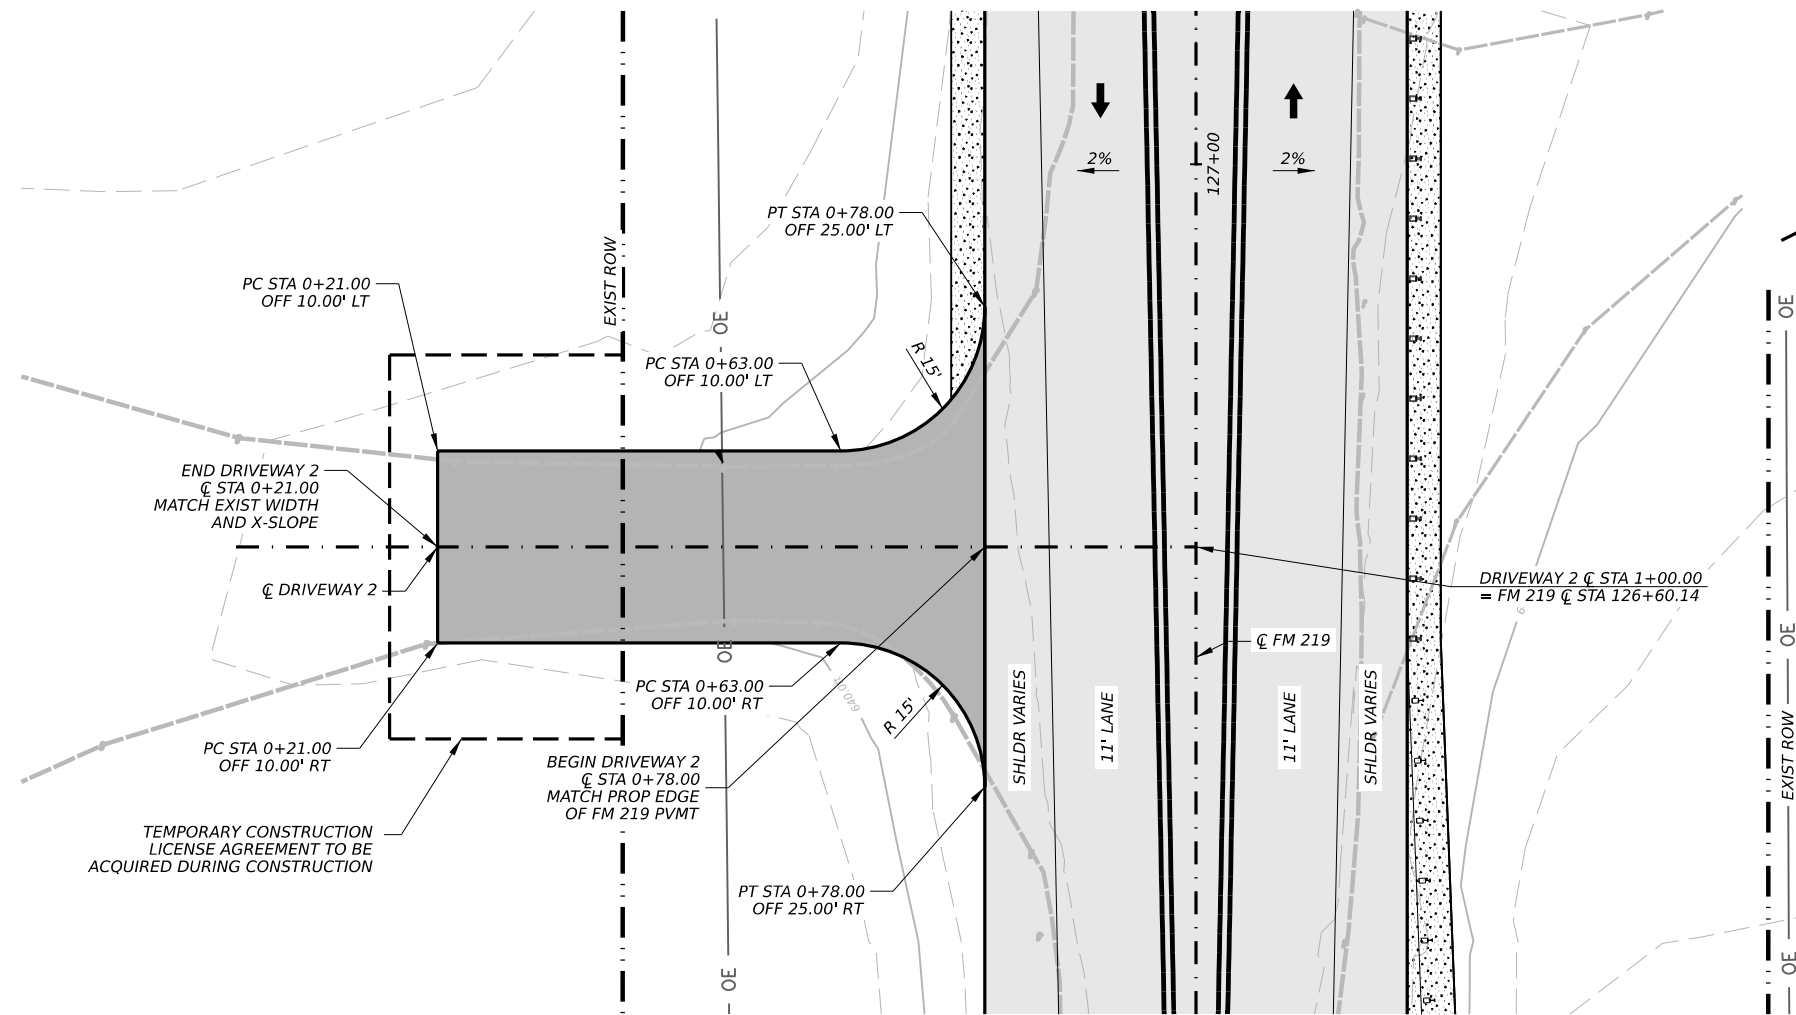 2%
2%
127+00
PT STA 0+78.00
OFF 25.00' LT
EXIST ROW
PC STA 0+21.00
OFF 10.00' LT
OE
OE
PC STA 0+63.00
OFF 10.00' LT
R 15'
END DRIVEWAY 2
℄ STA 0+21.00
MATCH EXIST WIDTH
AND X-SLOPE
℄ DRIVEWAY 2
DRIVEWAY 2 ℄ STA 1+00.00
= FM 219 ℄ STA 126+60.14
℄ FM 219
OE
OE
PC STA 0+63.00
OFF 10.00' RT
640.0 ft
R 15'
SHLDR VARIES
11' LANE
11' LANE
SHLDR VARIES
EXIST ROW
PC STA 0+21.00
OFF 10.00' RT
BEGIN DRIVEWAY 2
℄ STA 0+78.00
MATCH PROP EDGE
OF FM 219 PVMT
TEMPORARY CONSTRUCTION
LICENSE AGREEMENT TO BE
ACQUIRED DURING CONSTRUCTION
PT STA 0+78.00
OFF 25.00' RT
OE
OE